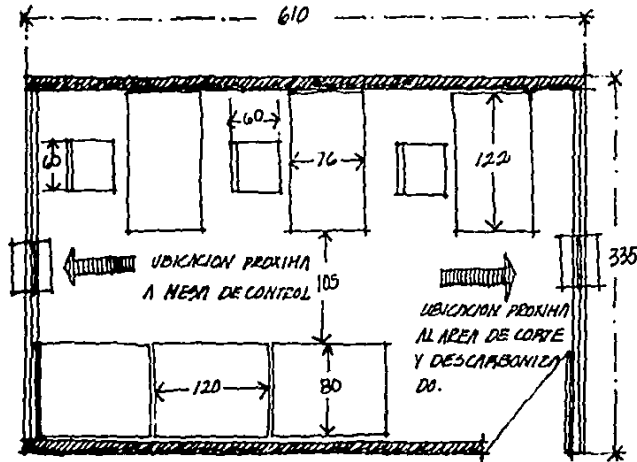 610
60
60
76
122
335
UBICACION PROXIMA
A MESA DE CONTROL
105
UBICACION PROXIMA
AL AREA DE CORTE
Y DESCARBONIZA
DO.
120
80